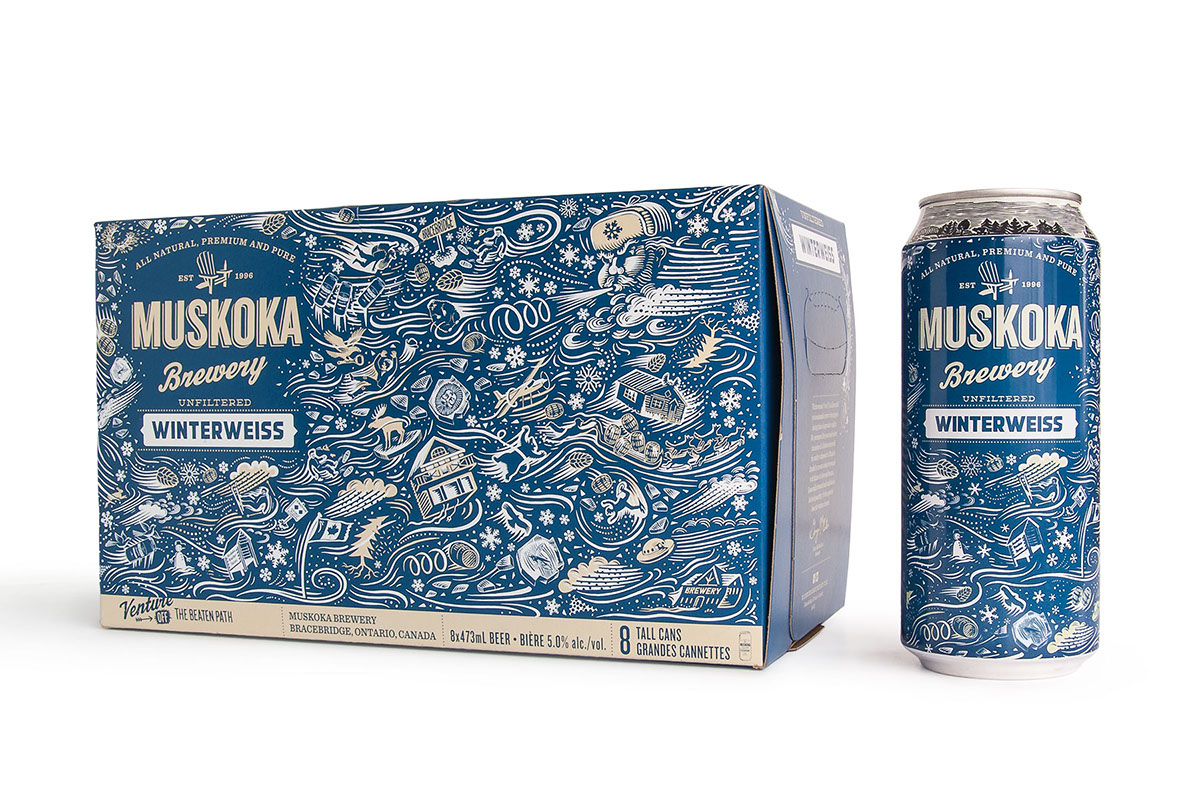 ALL NATURAL, PREMIUM AND PURE
EST 1996
MUSKOKA
Brewery
UNFILTERED
WINTERWEISS
BRACEBRIDGE
BREWERY
Venture
OFF THE BEATEN PATH
MUSKOKA BREWERY
BRACEBRIDGE, ONTARIO, CANADA
8x473mL BEER • BIÈRE 5.0% alc./vol.
8 TALL CANS
GRANDES CANNETTES
UNFILTERED
WINTERWEISS
ALL NATURAL, PREMIUM AND PURE
EST 1996
MUSKOKA
Brewery
UNFILTERED
WINTERWEISS